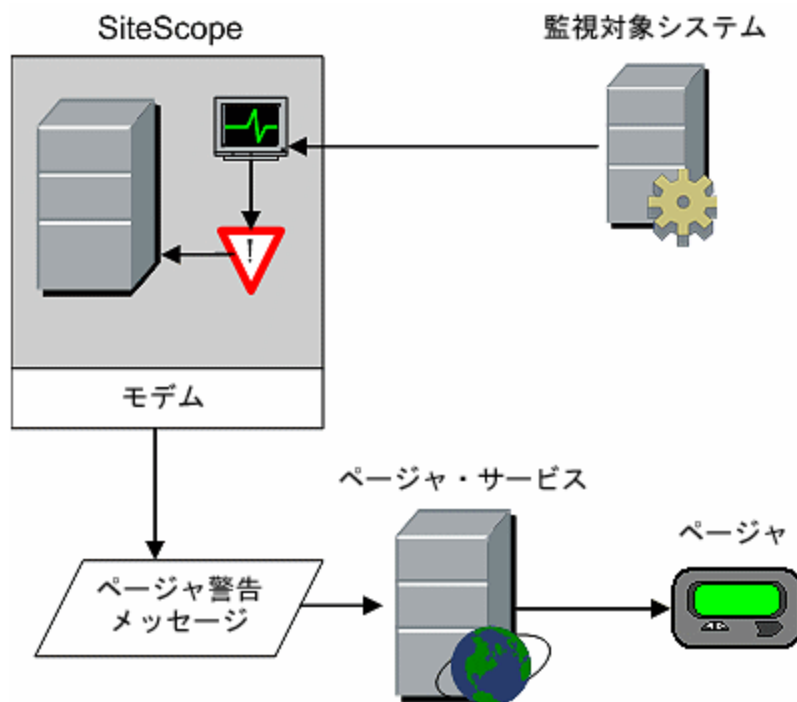 SiteScope
監視対象システム
!
モデム
ページャ・サービス
ページャ
ページャ警告
メッセージ